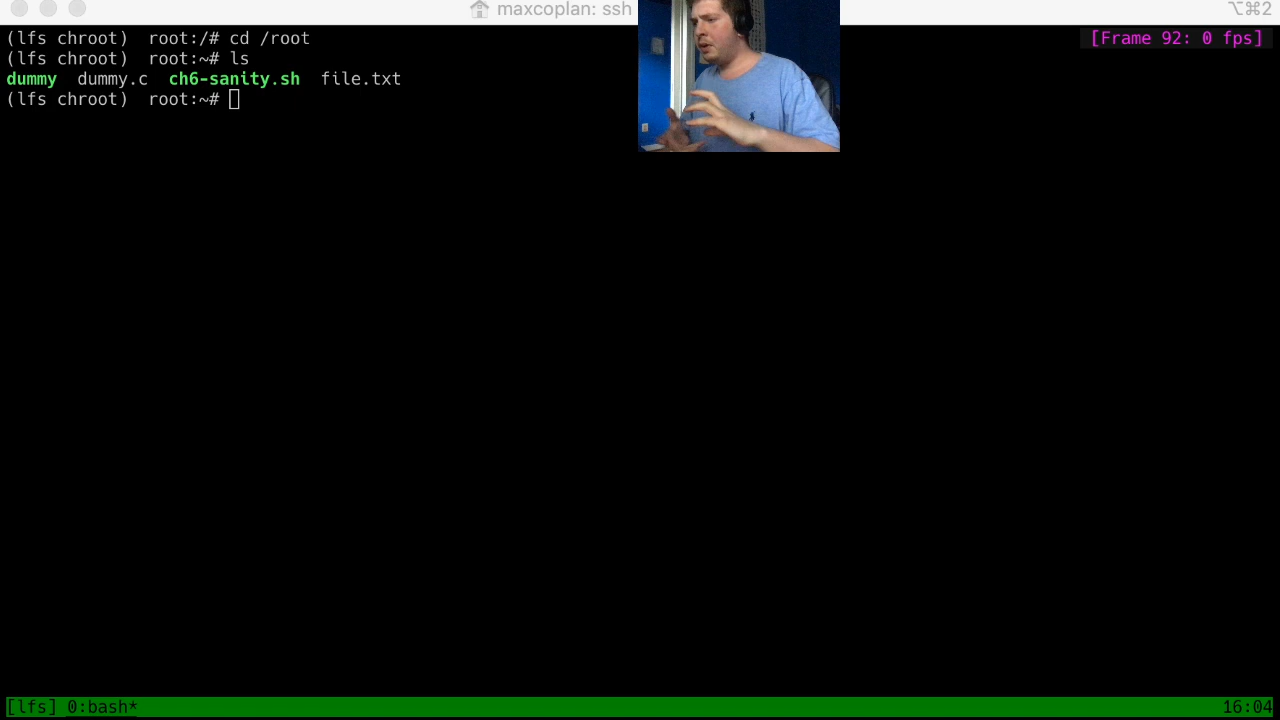 maxcoplan: ssh
⌥⌘2
(lfs chroot)  root:/# cd /root
[Frame 92: 0 fps]
(lfs chroot)  root:~# ls
dummy  dummy.c  ch6-sanity.sh  file.txt
(lfs chroot)  root:~#
[lfs] 0:bash*
16:04